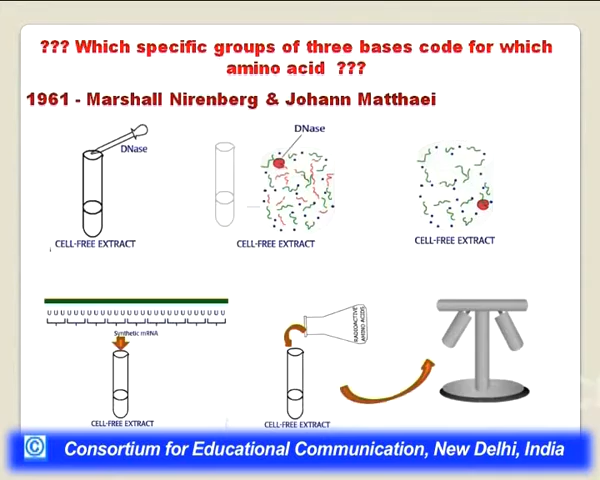 ??? Which specific groups of three bases code for which
amino acid ???
1961 - Marshall Nirenberg & Johann Matthaei
DNase
DNase
CELL-FREE EXTRACT
CELL-FREE EXTRACT
CELL-FREE EXTRACT
U U U U U U U U U U U U U U U U U U U U U U U U U U U
Synthetic mRNA
RADIOACTIVE
AMINO ACIDS
CELL-FREE EXTRACT
CELL-FREE EXTRACT
© Consortium for Educational Communication, New Delhi, India